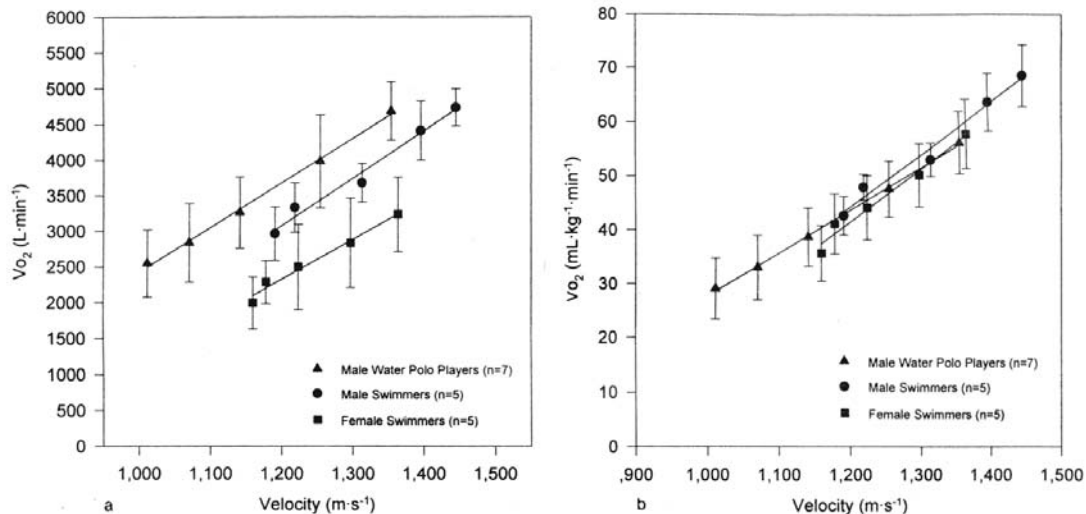 6000
5500
5000
4500
4000
3500
3000
2500
2000
1500
1000
500
0
Vo₂ (L·min⁻¹)
Male Water Polo Players (n=7)
Male Swimmers (n=5)
Female Swimmers (n=5)
1,000 1,100 1,200 1,300 1,400 1,500
a Velocity (m·s⁻¹)
80
70
60
50
40
30
20
10
0
Vo₂ (mL·kg⁻¹·min⁻¹)
Male Water Polo Players (n=7)
Male Swimmers (n=5)
Female Swimmers (n=5)
,900 1,000 1,100 1,200 1,300 1,400 1,500
b Velocity (m·s⁻¹)